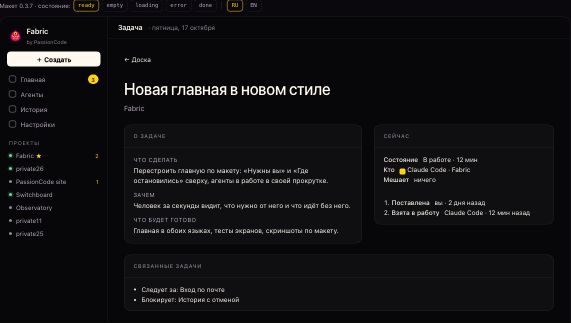 Макет 0.3.7 · состояние: ready empty loading error done RU EN
Fabric
by PassionCode
+ Создать
Главная 3
Агенты
История
Настройки
ПРОЕКТЫ
Fabric ★ 2
private26
PassionCode site 1
Switchboard
Observatory
private11
private25
Задача · пятница, 17 октября
← Доска
Новая главная в новом стиле
Fabric
О ЗАДАЧЕ
ЧТО СДЕЛАТЬ
Перестроить главную по макету: «Нужны вы» и «Где
остановились» сверху, агенты в работе в своей прокрутке.
ЗАЧЕМ
Человек за секунды видит, что нужно от него и что идёт без него.
ЧТО БУДЕТ ГОТОВО
Главная в обоих языках, тесты экранов, скриншоты по макету.
СЕЙЧАС
Состояние В работе · 12 мин
Кто Claude Code · Fabric
Мешает ничего
1. Поставлена вы · 2 дня назад
2. Взята в работу Claude Code · 12 мин назад
СВЯЗАННЫЕ ЗАДАЧИ
• Следует за: Вход по почте
• Блокирует: История с отменой